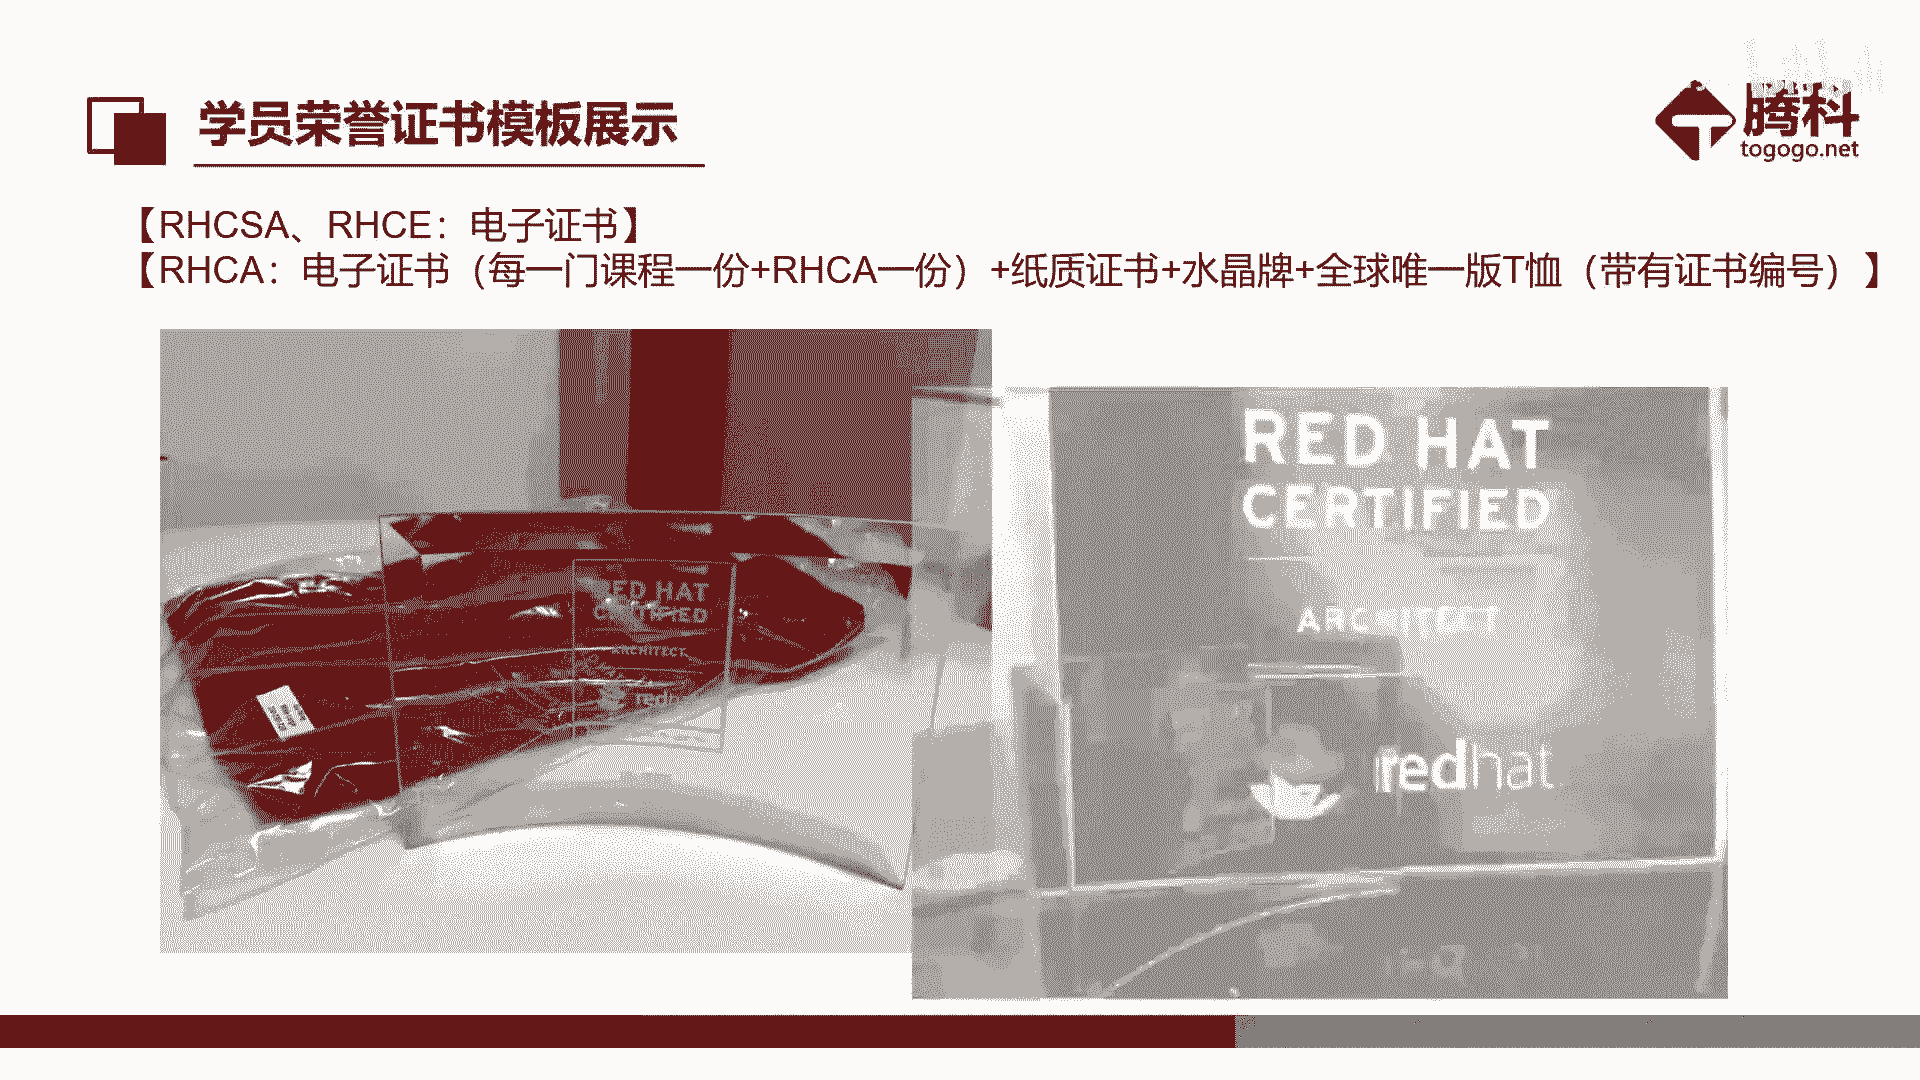 学员荣誉证书模板展示
腾科
togogo.net
【RHCSA、RHCE：电子证书】
【RHCA：电子证书（每一门课程一份+RHCA一份）+纸质证书+水晶牌+全球唯一版T恤（带有证书编号）】
RED HAT
CERTIFIED
ARCHITECT
RED HAT
CERTIFIED
ARCHITECT
redhat